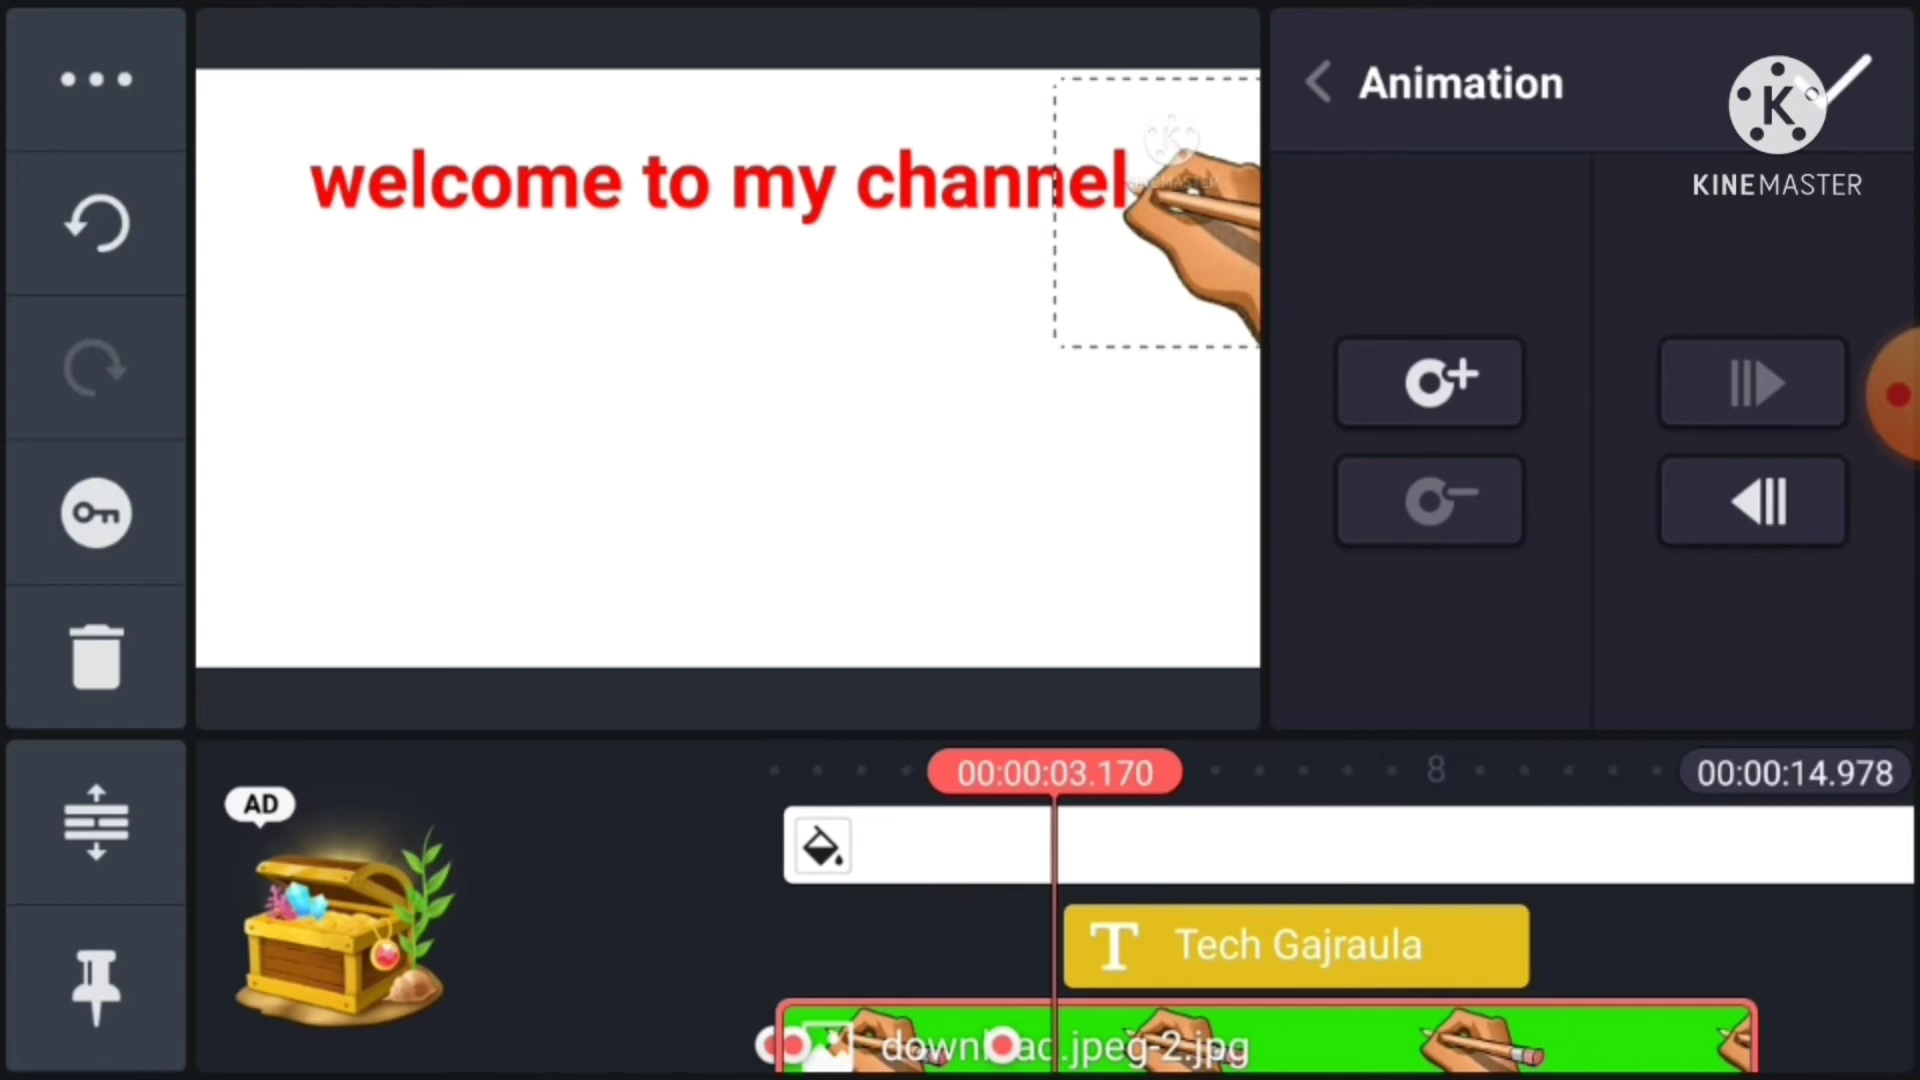 Animation
K
KINEMASTER
welcome to my channel
00:00:03.170
8
00:00:14.978
AD
T Tech Gajraula
download.jpeg-2.jpg